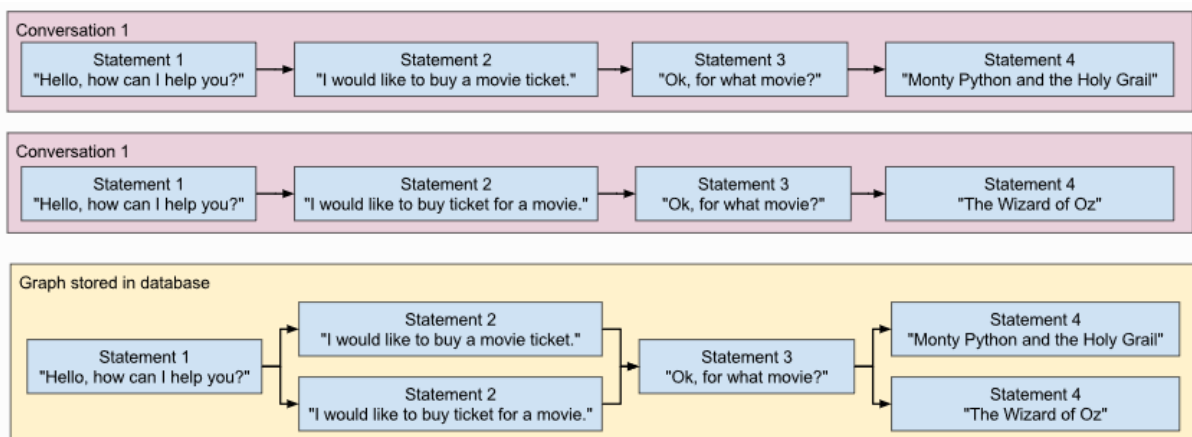 Conversation 1
Statement 1
"Hello, how can I help you?"
Statement 2
"I would like to buy a movie ticket."
Statement 3
"Ok, for what movie?"
Statement 4
"Monty Python and the Holy Grail"
Conversation 1
Statement 1
"Hello, how can I help you?"
Statement 2
"I would like to buy ticket for a movie."
Statement 3
"Ok, for what movie?"
Statement 4
"The Wizard of Oz"
Graph stored in database
Statement 1
"Hello, how can I help you?"
Statement 2
"I would like to buy a movie ticket."
Statement 2
"I would like to buy ticket for a movie."
Statement 3
"Ok, for what movie?"
Statement 4
"Monty Python and the Holy Grail"
Statement 4
"The Wizard of Oz"